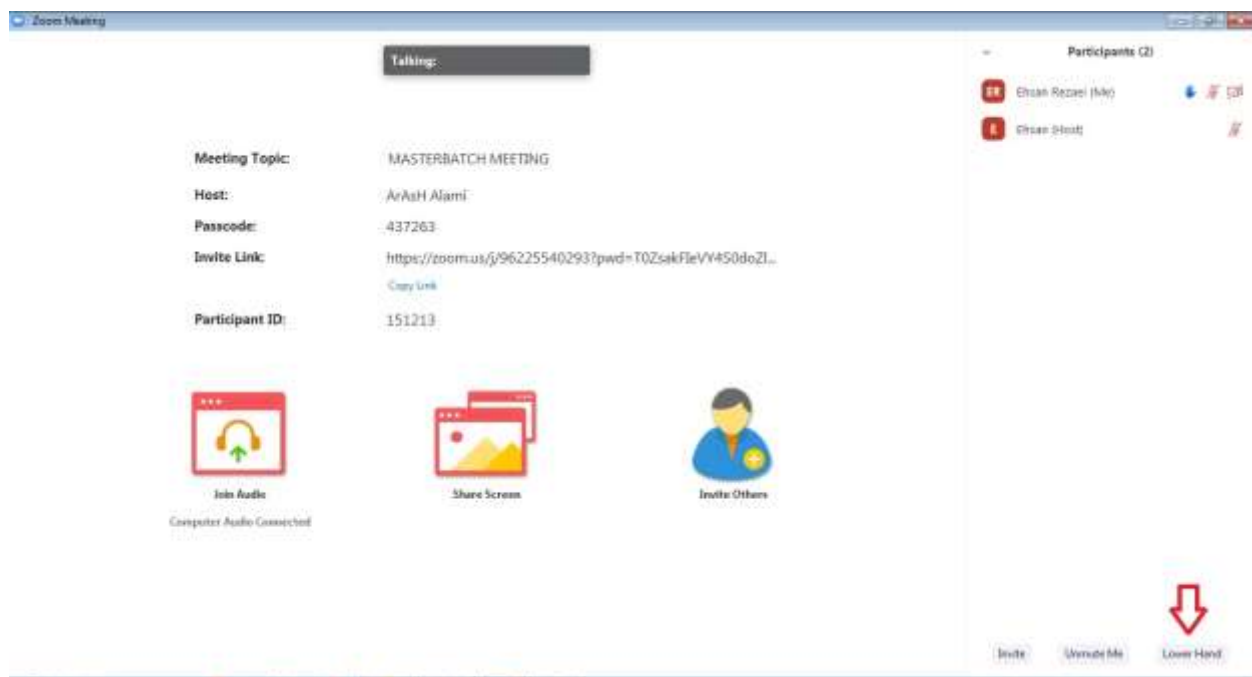 Zoom Meeting
Talking:
Meeting Topic: MASTERBATCH MEETING
Host: ArAsH Alami
Passcode: 437263
Invite Link: https://zoom.us/j/96225540293?pwd=T0ZsakFIeVY4S0doZl...
Copy Link
Participant ID: 151213
Join Audio
Share Screen
Invite Others
Computer Audio Connected
Participants (2)
ER Ehsan Rezaei (Me)
E Ehsan (Host)
Invite Unmute Me Lower Hand